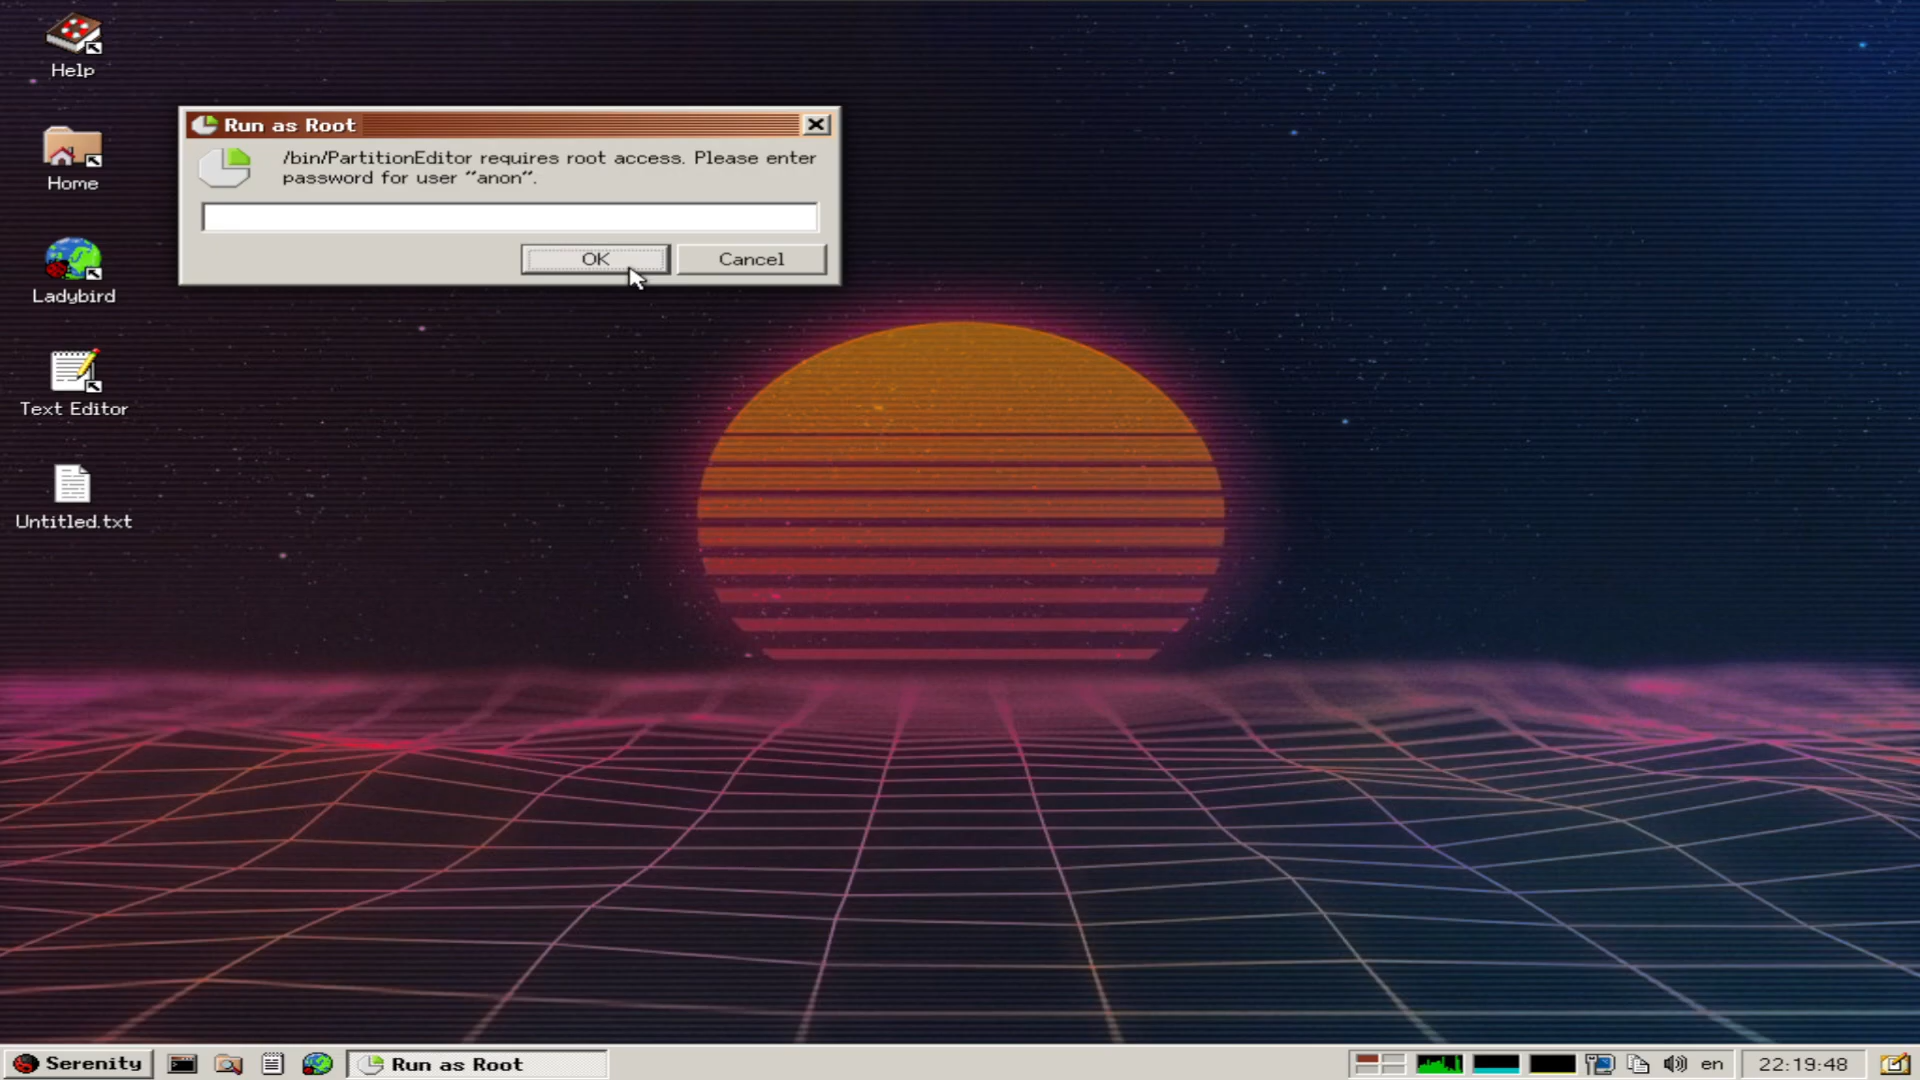 Help
Home
Ladybird
Text Editor
Untitled.txt
Run as Root
/bin/PartitionEditor requires root access. Please enter
password for user "anon".
OK
Cancel
Serenity
Run as Root
en
22:19:48